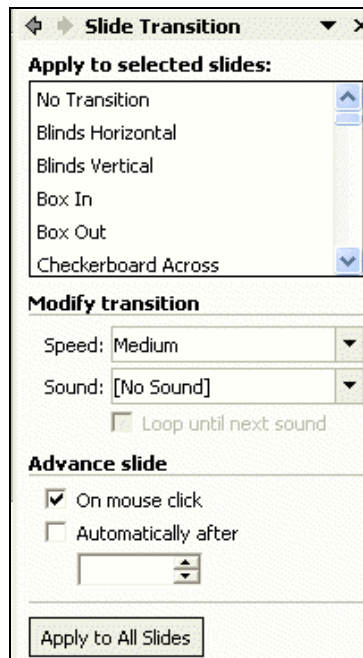 Slide Transition
Apply to selected slides:
No Transition
Blinds Horizontal
Blinds Vertical
Box In
Box Out
Checkerboard Across
Modify transition
Speed: Medium
Sound: [No Sound]
Loop until next sound
Advance slide
On mouse click
Automatically after
Apply to All Slides